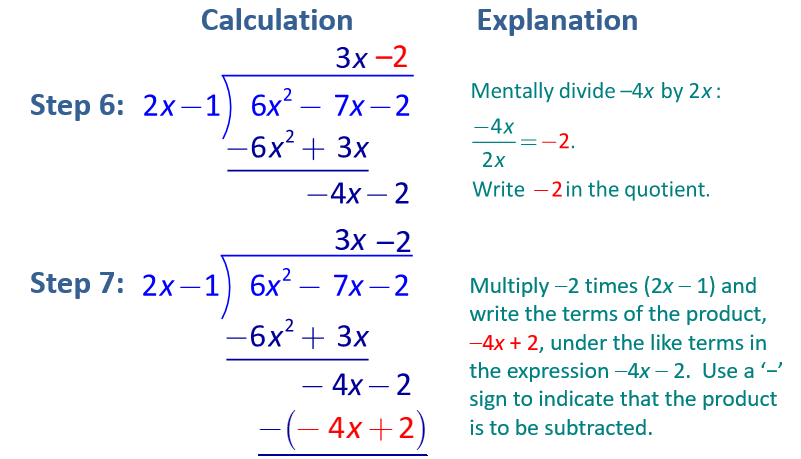 Calculation
Explanation
3x −2
Step 6: 2x−1) 6x² − 7x−2
−6x² + 3x
−4x− 2
Mentally divide −4x by 2x:
−4x
2x
=−2.
Write −2 in the quotient.
3x −2
Step 7: 2x−1) 6x² − 7x−2
−6x² + 3x
− 4x− 2
−(− 4x+2)
Multiply −2 times (2x − 1) and
write the terms of the product,
−4x + 2, under the like terms in
the expression −4x − 2. Use a ‘−’
sign to indicate that the product
is to be subtracted.